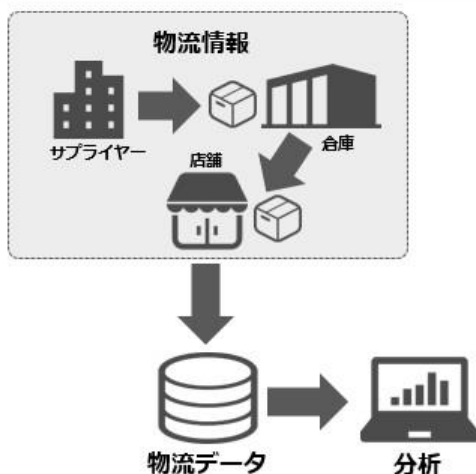 物流情報
サプライヤー
倉庫
店舗
物流データ
分析